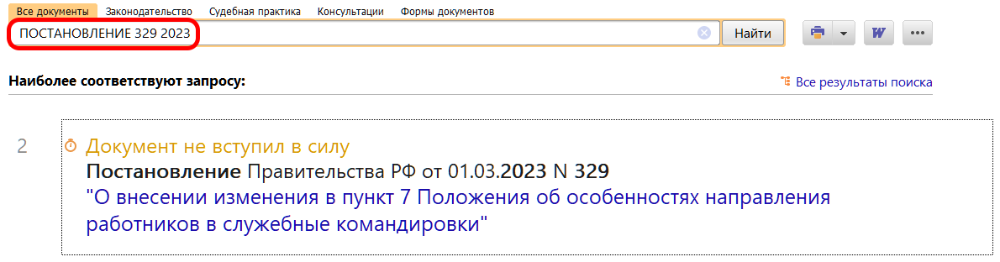 Все документы Законодательство Судебная практика Консультации Формы документов
ПОСТАНОВЛЕНИЕ 329 2023 Найти W
Наиболее соответствуют запросу: Все результаты поиска
2 Документ не вступил в силу
Постановление Правительства РФ от 01.03.2023 N 329
"О внесении изменения в пункт 7 Положения об особенностях направления
работников в служебные командировки"